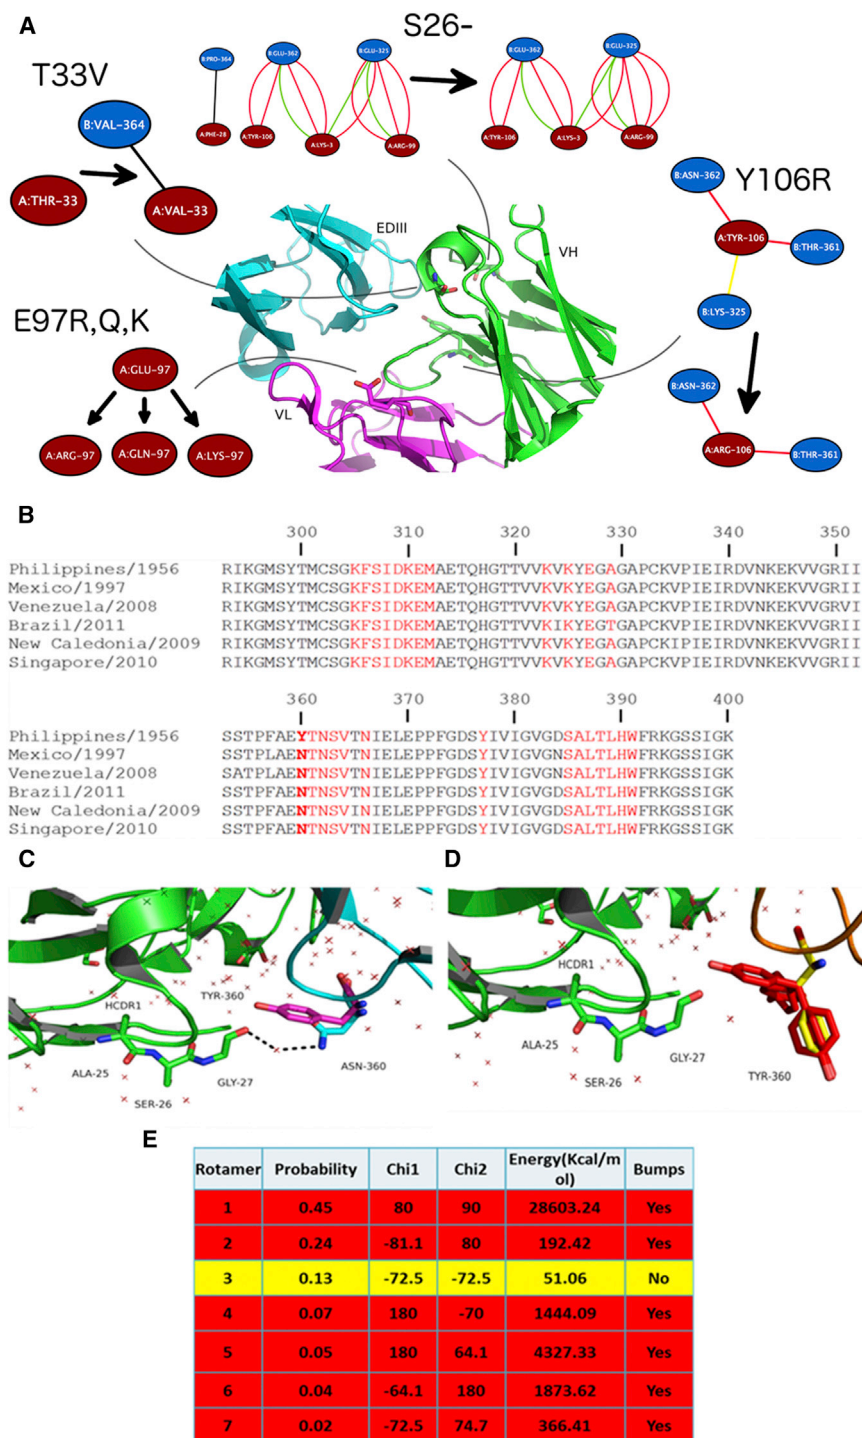 A
S26-
T33V
B:PRO-364
B:GLU-362
B:GLU-325
B:GLU-362
B:GLU-325
A:PHE-28
A:TYR-106
A:LYS-3
A:ARG-99
A:TYR-106
A:LYS-3
A:ARG-99
B:VAL-364
A:THR-33
A:VAL-33
Y106R
B:ASN-362
A:TYR-106
B:THR-361
B:LYS-325
EDIII
VH
E97R,Q,K
A:GLU-97
VL
A:ARG-97
A:GLN-97
A:LYS-97
B:ASN-362
A:ARG-106
B:THR-361
B
300 310 320 330 340 350
Philippines/1956 RIKGMSYTMCSGKFSIDKEMAETQHGTTVVKVKYEGAGAPCKVPIEIRDVNKEKVVGRII
Mexico/1997 RIKGMSYTMCSGKFSIDKEMAETQHGTTVVKVKYEGAGAPCKVPIEIRDVNKEKVVGRII
Venezuela/2008 RIKGMSYTMCSGKFSIDKEMAETQHGTTVVKVKYEGAGAPCKVPIEIRDVNKEKVVGRVI
Brazil/2011 RIKGMSYTMCSGKFSIDKEMAETQHGTTVVKIKYEGTGAPCKVPIEIRDVNKEKVVGRII
New Caledonia/2009 RIKGMSYTMCSGKFSIDKEMAETQHGTTVVKVKYEGAGAPCKIPIEIRDVNKEKVVGRII
Singapore/2010 RIKGMSYTMCSGKFSIDKEMAETQHGTTVVKVKYEGAGAPCKVPIEIRDVNKEKVVGRII
360 370 380 390 400
Philippines/1956 SSTPFAEYTNSVTNIELEPPFGDSYIVIGVGDSALTLHWFRKGSSIGK
Mexico/1997 SSTPLAENTNSVTNIELEPPFGDSYIVIGVGNSALTLHWFRKGSSIGK
Venezuela/2008 SATPLAENTNSVTNIELEPPFGDSYIVIGVGNSALTLHWFRKGSSIGK
Brazil/2011 SSTPLAENTNSVTNIELEPPFGDSYIVIGVGNSALTLHWFRKGSSIGK
New Caledonia/2009 SSTPFAENTNSVINIELEPPFGDSYIVIGVGDSALTLHWFRKGSSIGK
Singapore/2010 SSTPFAENTNSVTNIELEPPFGDSYIVIGVGDSALTLHWFRKGSSIGK
C
HCDR1
TYR-360
ALA-25
SER-26
GLY-27
ASN-360
D
HCDR1
ALA-25
SER-26
GLY-27
TYR-360
E
Rotamer Probability Chi1 Chi2 Energy(Kcal/m
ol) Bumps
1 0.45 80 90 28603.24 Yes
2 0.24 -81.1 80 192.42 Yes
3 0.13 -72.5 -72.5 51.06 No
4 0.07 180 -70 1444.09 Yes
5 0.05 180 64.1 4327.33 Yes
6 0.04 -64.1 180 1873.62 Yes
7 0.02 -72.5 74.7 366.41 Yes